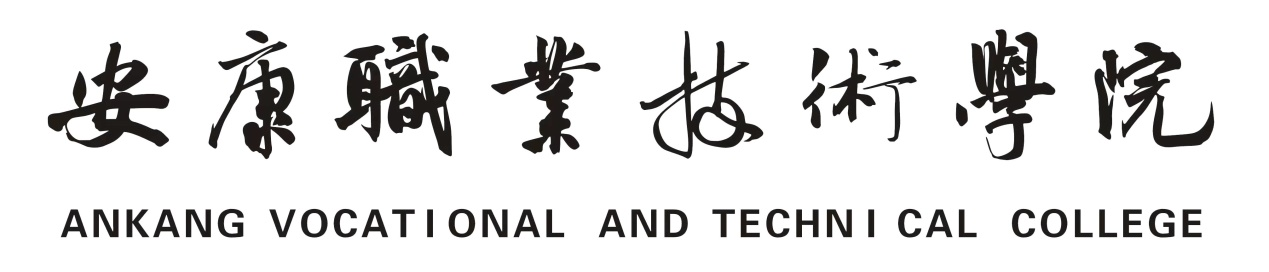 安康職業技術學院
ANKANG VOCATIONAL AND TECHNICAL COLLEGE